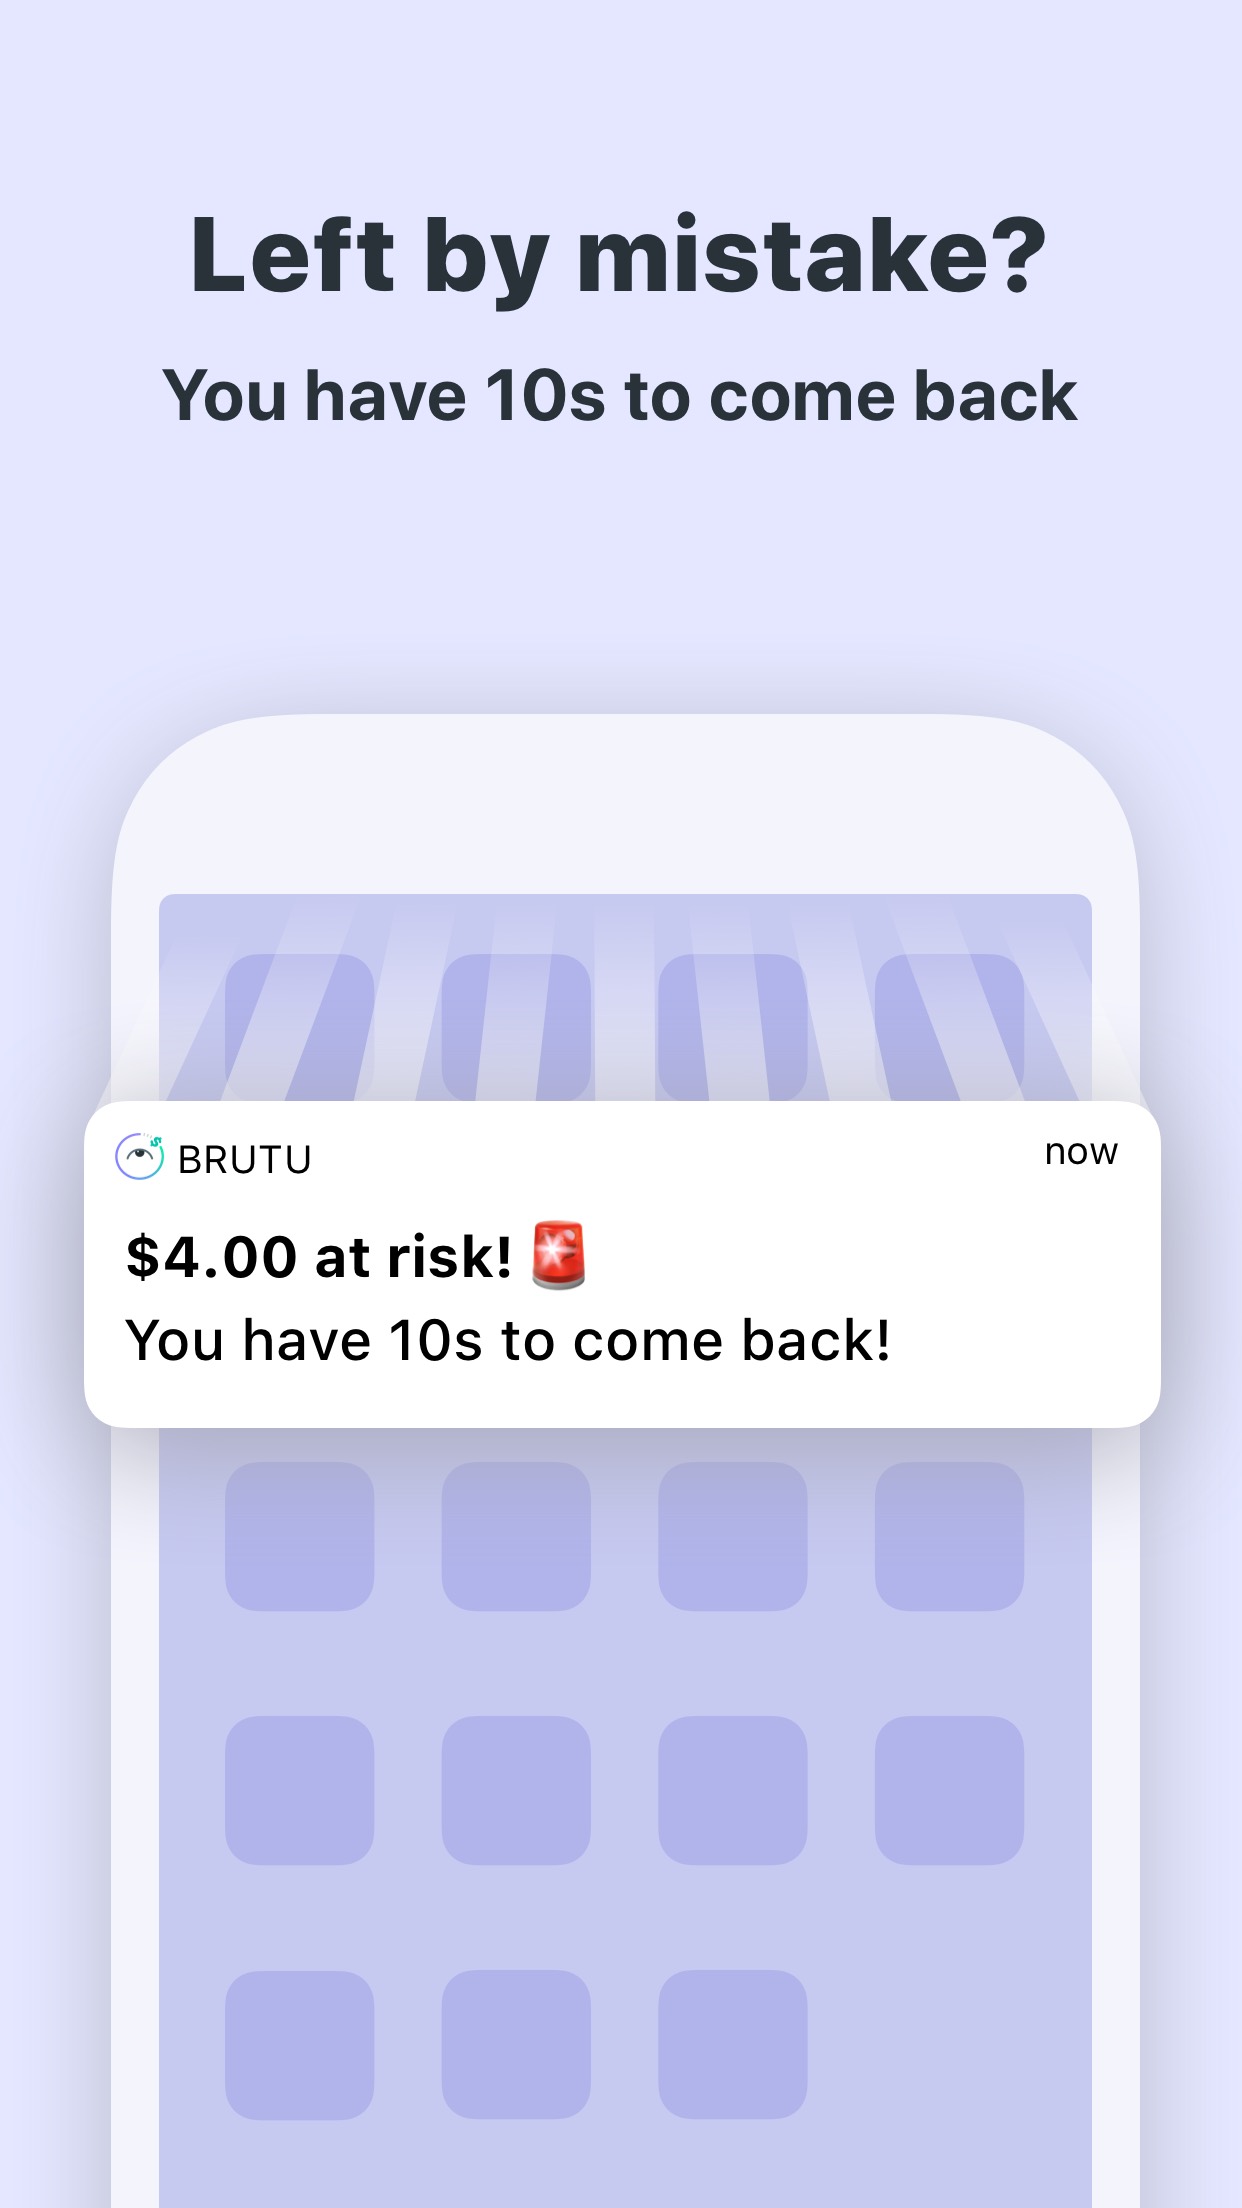 Left by mistake?
You have 10s to come back
BRUTU
now
$4.00 at risk! 🚨
You have 10s to come back!